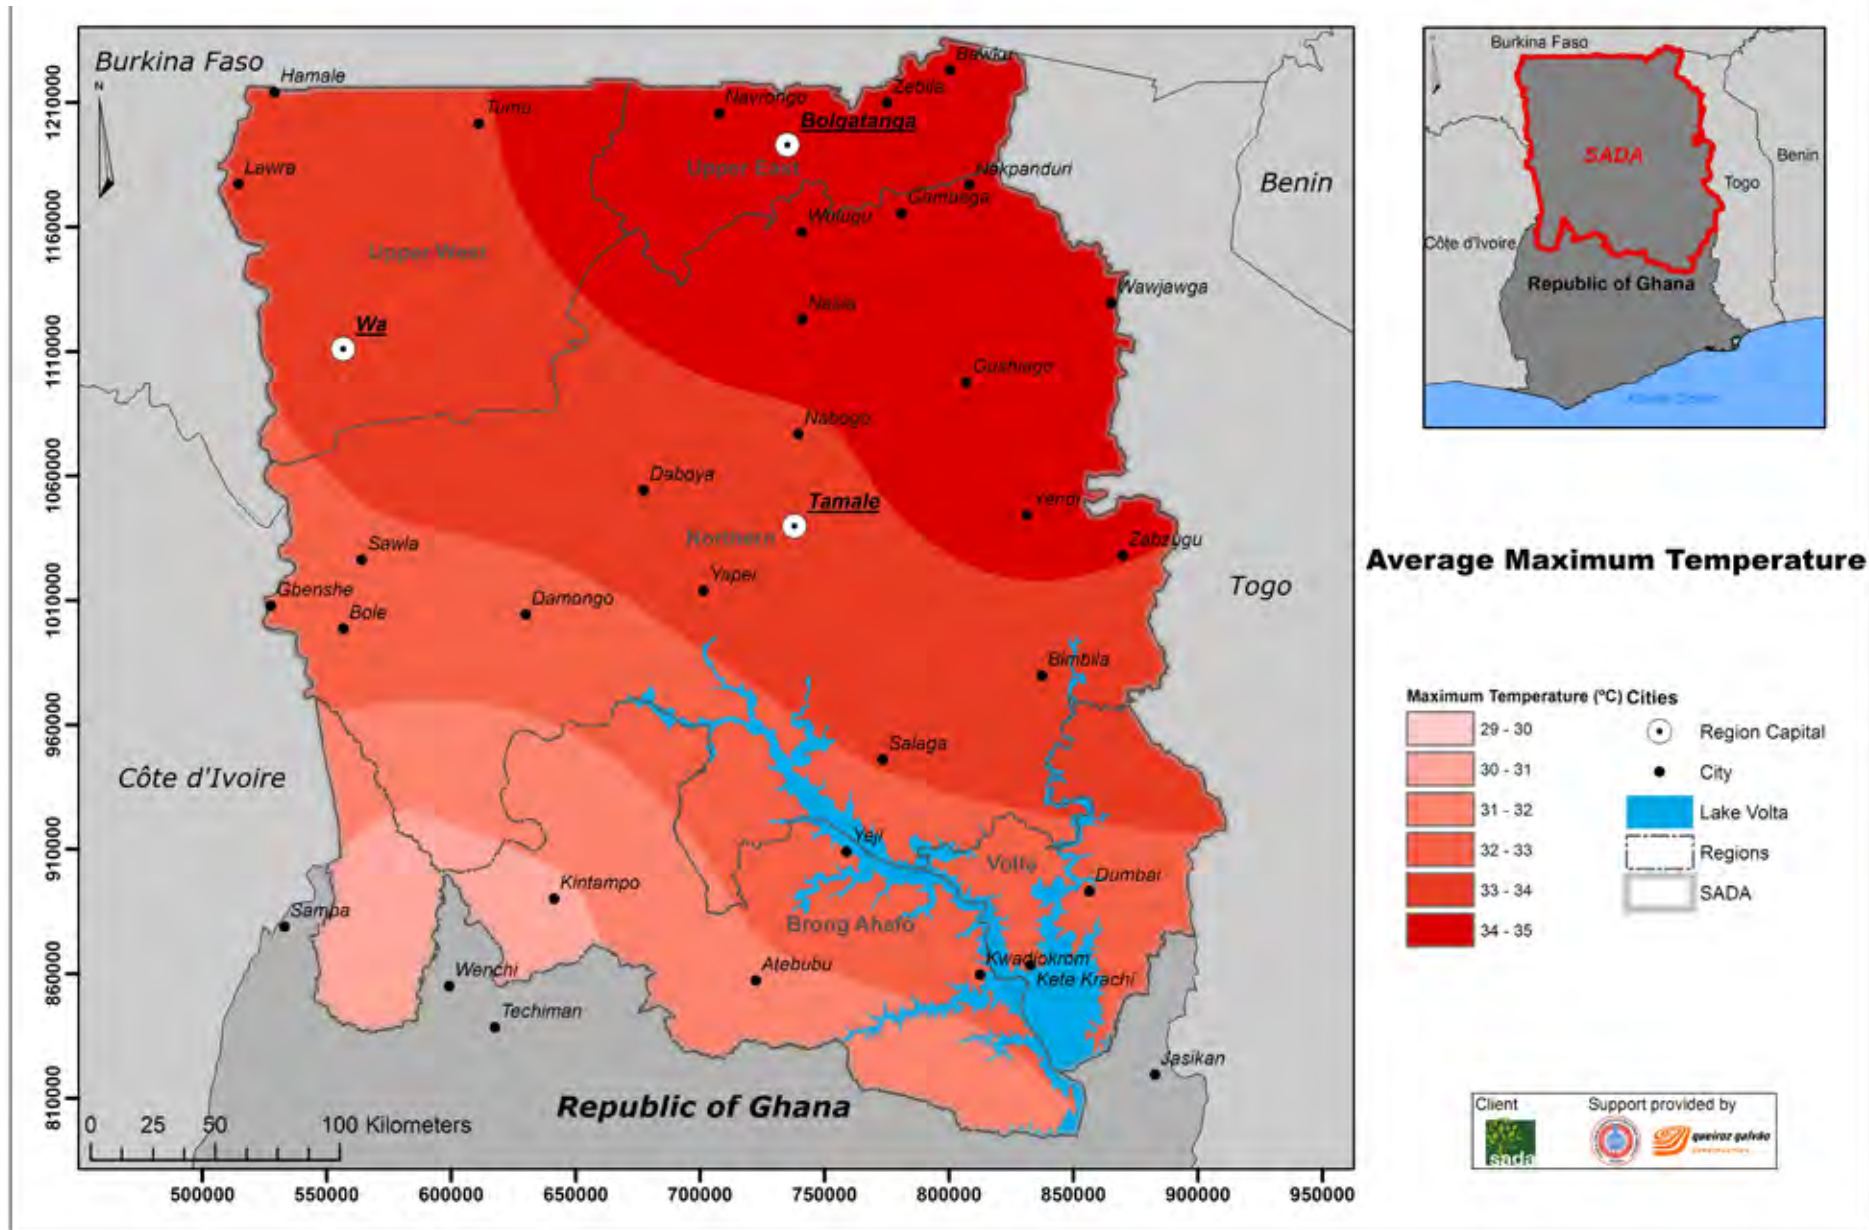 Burkina Faso
Hamale
Bawku
Zebila
Navrongo
Tumu
Bolgatanga
Upper East
Lawra
Nakpanduri
Gambaga
Wulugu
Upper West
Wawjawga
Nasia
Wa
Gushiago
Nabogo
Daboya
Tamale
Yendi
Northern
Zabzugu
Sawla
Yapei
Gbenshe
Damongo
Bole
Bimbila
Salaga
Yeji
Volta
Dumbai
Kintampo
Sampa
Brong Ahafo
Atebubu
Kwadjokrom
Kete Krachi
Wenchi
Techiman
Jasikan
Benin
Togo
Côte d'Ivoire
Republic of Ghana
N
1210000
1160000
1110000
1060000
1010000
960000
910000
860000
810000
0 25 50 100 Kilometers
500000 550000 600000 650000 700000 750000 800000 850000 900000 950000
Burkina Faso
SADA
Benin
Togo
Côte d'Ivoire
Republic of Ghana
Average Maximum Temperature
Maximum Temperature (°C)
29 - 30
30 - 31
31 - 32
32 - 33
33 - 34
34 - 35
Cities
Region Capital
City
Lake Volta
Regions
SADA
Client
sada
Support provided by
queiroz galvão